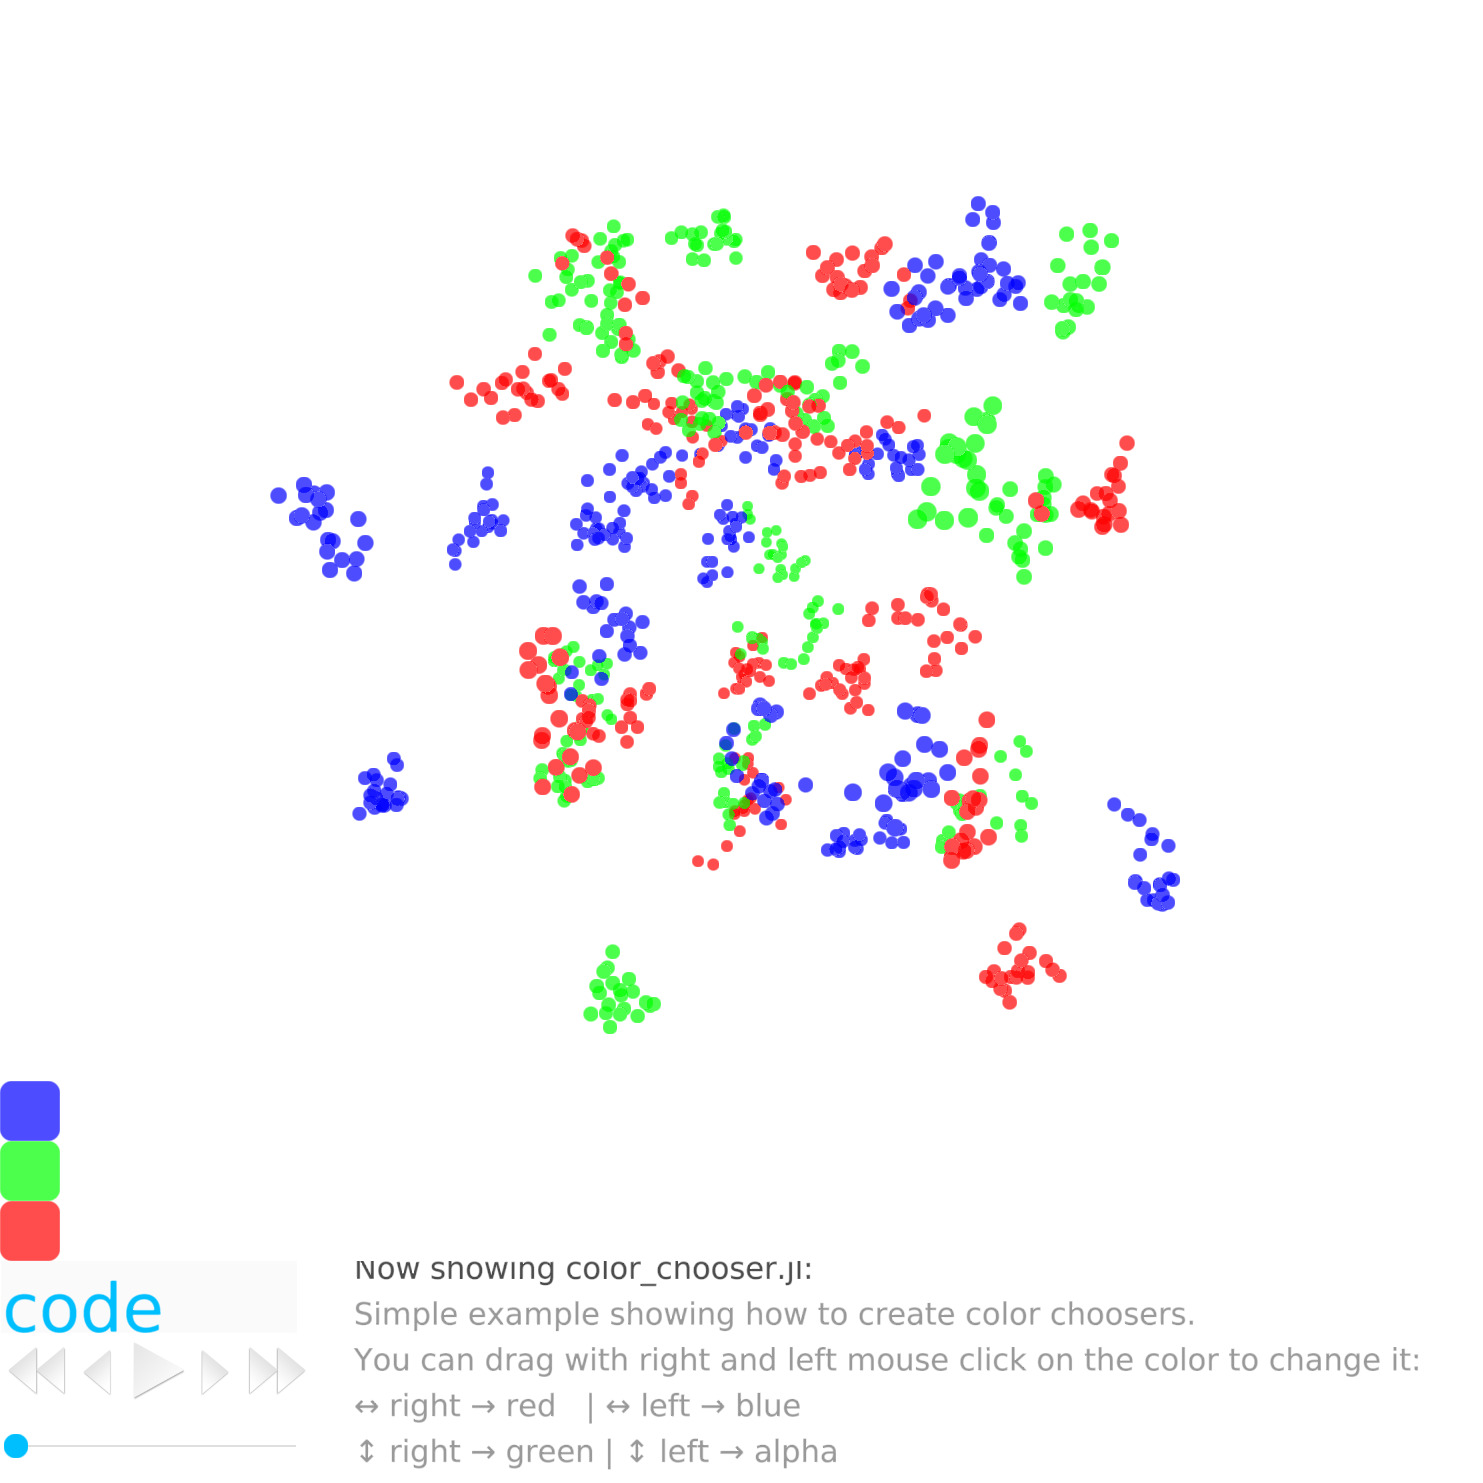 Now showing color_chooser.jl:
code
Simple example showing how to create color choosers.
You can drag with right and left mouse click on the color to change it:
↔ right → red | ↔ left → blue
↕ right → green | ↕ left → alpha